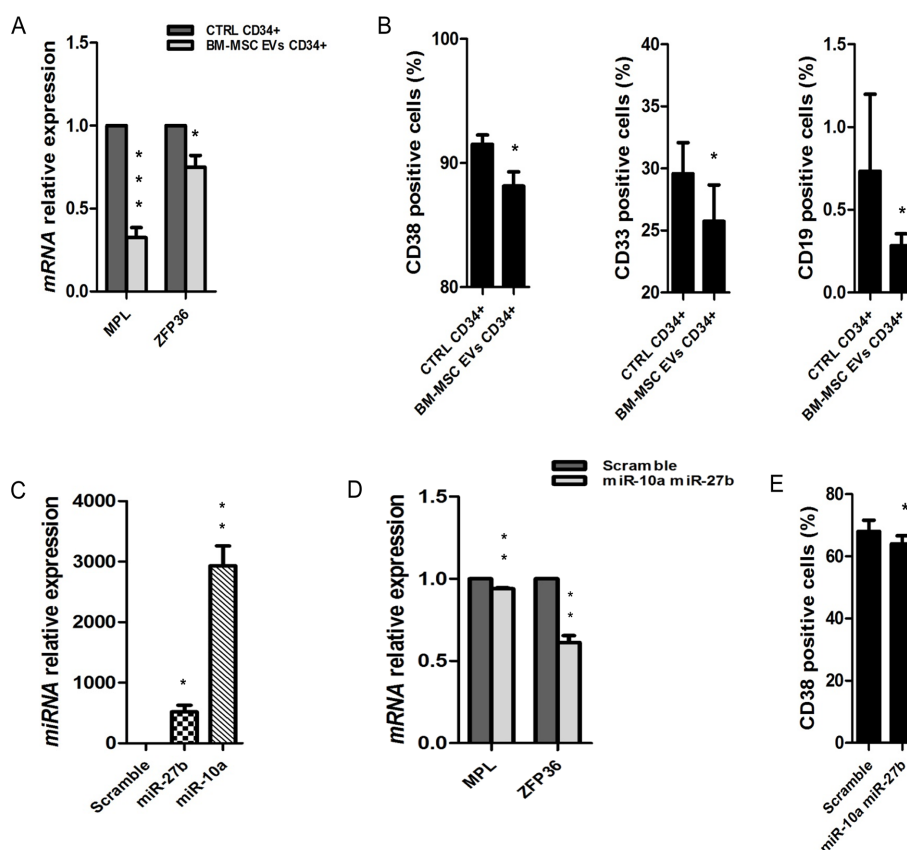 A
CTRL CD34+
BM-MSC EVs CD34+
mRNA relative expression
1.5
1.0
0.5
0.0
***
*
MPL
ZFP36
B
CD38 positive cells (%)
100
90
80
*
CTRL CD34+
BM-MSC EVs CD34+
CD33 positive cells (%)
40
35
30
25
20
*
CTRL CD34+
BM-MSC EVs CD34+
CD19 positive cells (%)
1.5
1.0
0.5
0.0
*
CTRL CD34+
BM-MSC EVs CD34+
C
miRNA relative expression
4000
3000
2000
1000
0
*
**
Scramble
miR-27b
miR-10a
D
Scramble
miR-10a miR-27b
mRNA relative expression
1.5
1.0
0.5
0.0
**
**
MPL
ZFP36
E
CD38 positive cells (%)
80
60
40
20
0
*
Scramble
miR-10a miR-27b